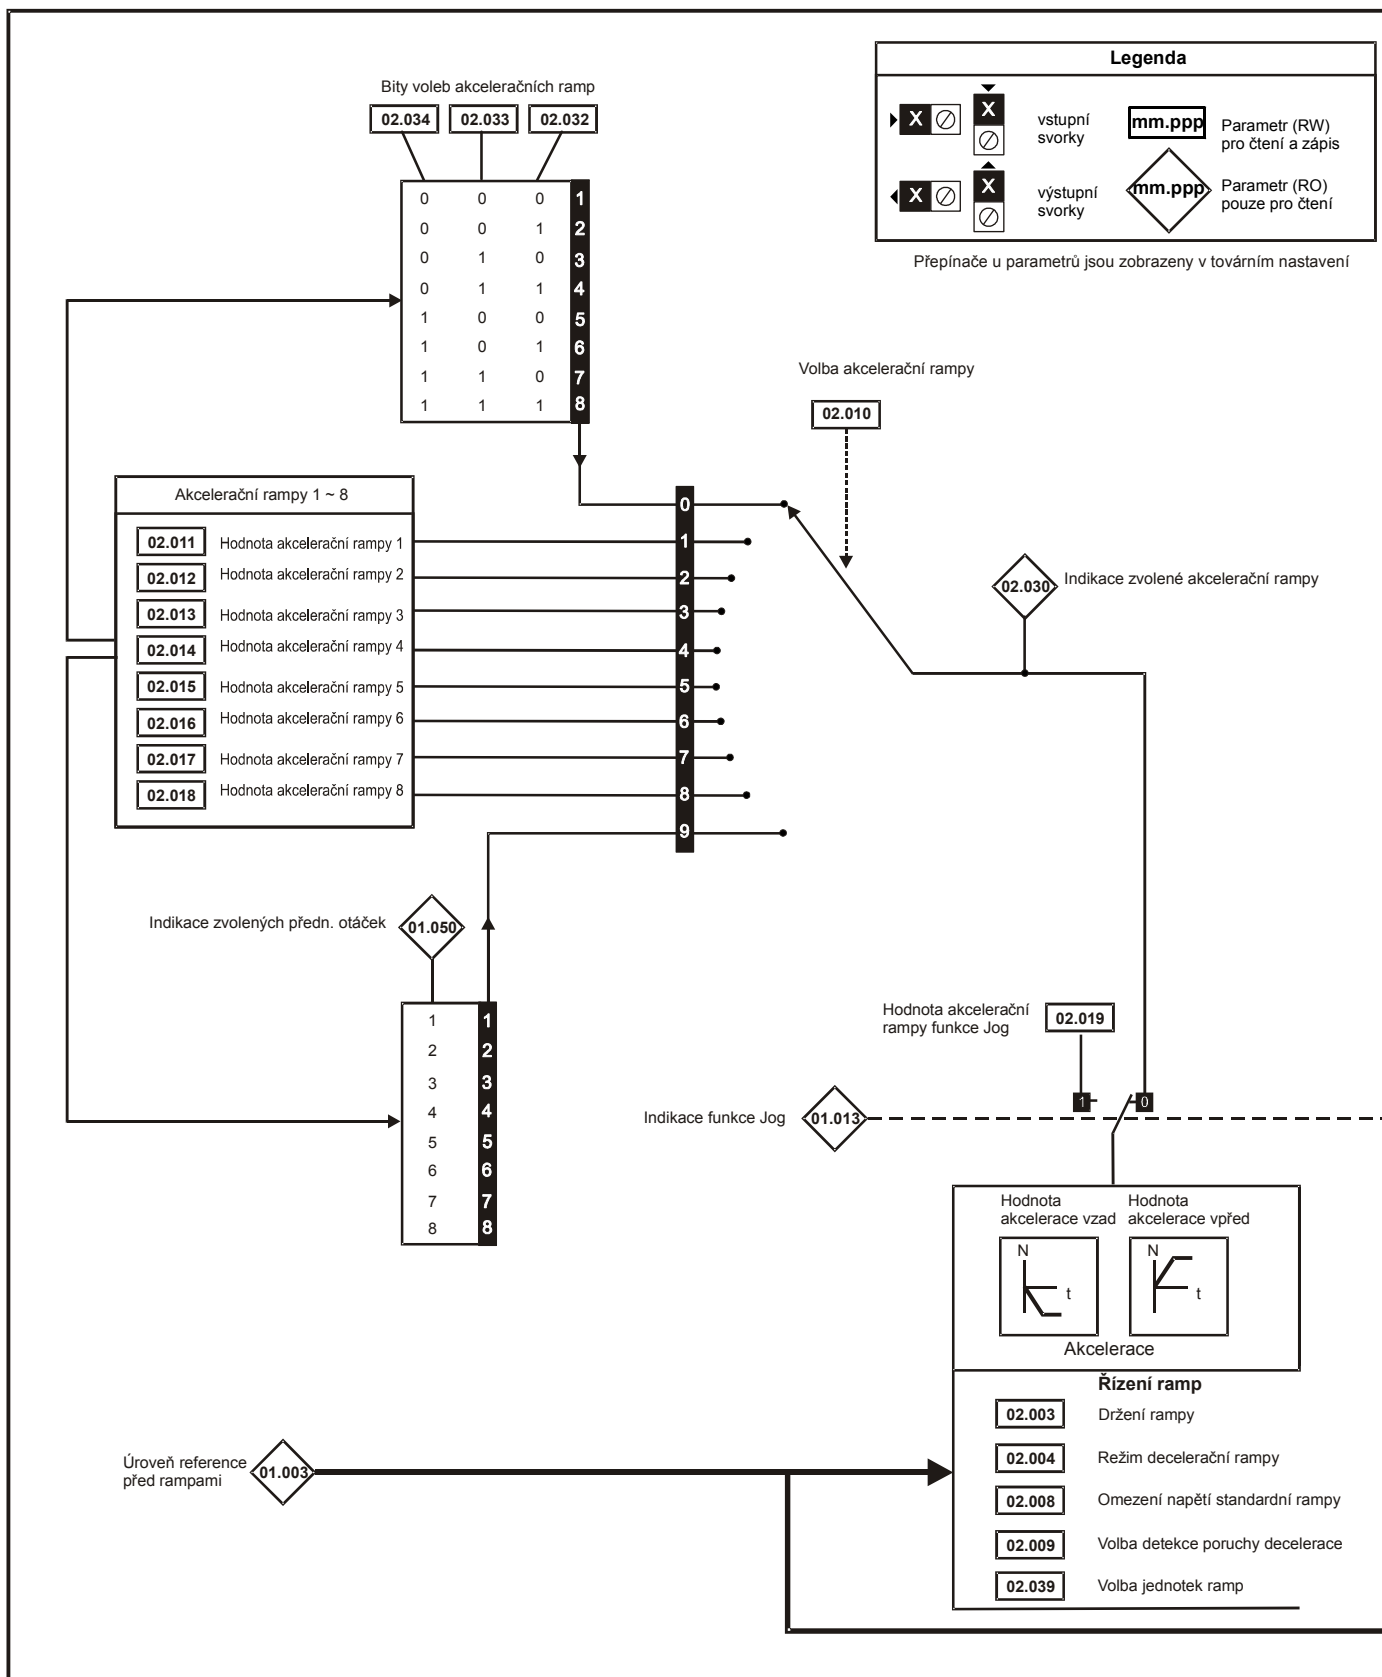 Legenda
X
X
vstupní
svorky
mm.ppp
Parametr (RW)
pro čtení a zápis
X
X
výstupní
svorky
mm.ppp
Parametr (RO)
pouze pro čtení
Přepínače u parametrů jsou zobrazeny v továrním nastavení
Bity voleb akceleračních ramp
02.034 02.033 02.032
0 0 0 1
0 0 1 2
0 1 0 3
0 1 1 4
1 0 0 5
1 0 1 6
1 1 0 7
1 1 1 8
Volba akcelerační rampy
02.010
Akcelerační rampy 1 ~ 8
02.011 Hodnota akcelerační rampy 1
02.012 Hodnota akcelerační rampy 2
02.013 Hodnota akcelerační rampy 3
02.014 Hodnota akcelerační rampy 4
02.015 Hodnota akcelerační rampy 5
02.016 Hodnota akcelerační rampy 6
02.017 Hodnota akcelerační rampy 7
02.018 Hodnota akcelerační rampy 8
0
1
2
3
4
5
6
7
8
9
02.030 Indikace zvolené akcelerační rampy
Indikace zvolených předn. otáček 01.050
1 1
2 2
3 3
4 4
5 5
6 6
7 7
8 8
Hodnota akcelerační
rampy funkce Jog
02.019
1 0
Indikace funkce Jog 01.013
Hodnota
akcelerace vzad
Hodnota
akcelerace vpřed
N
t
N
t
Akcelerace
Řízení ramp
02.003 Držení rampy
02.004 Režim decelerační rampy
02.008 Omezení napětí standardní rampy
02.009 Volba detekce poruchy decelerace
02.039 Volba jednotek ramp
Úroveň reference
před rampami
01.003